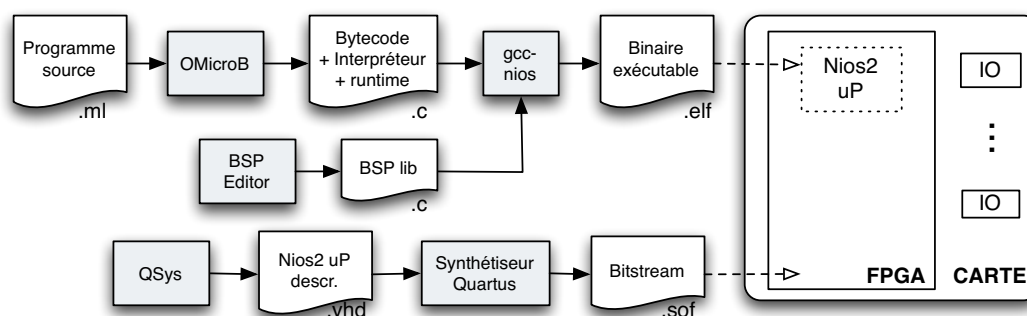 Programme
source
.ml
OMicroB
Bytecode
+ Interpréteur
+ runtime
.c
gcc-
nios
Binaire
exécutable
.elf
Nios2
uP
IO
IO
BSP
Editor
BSP lib
.c
QSys
Nios2 uP
descr.
.vhd
Synthétiseur
Quartus
Bitstream
.sof
FPGA
CARTE